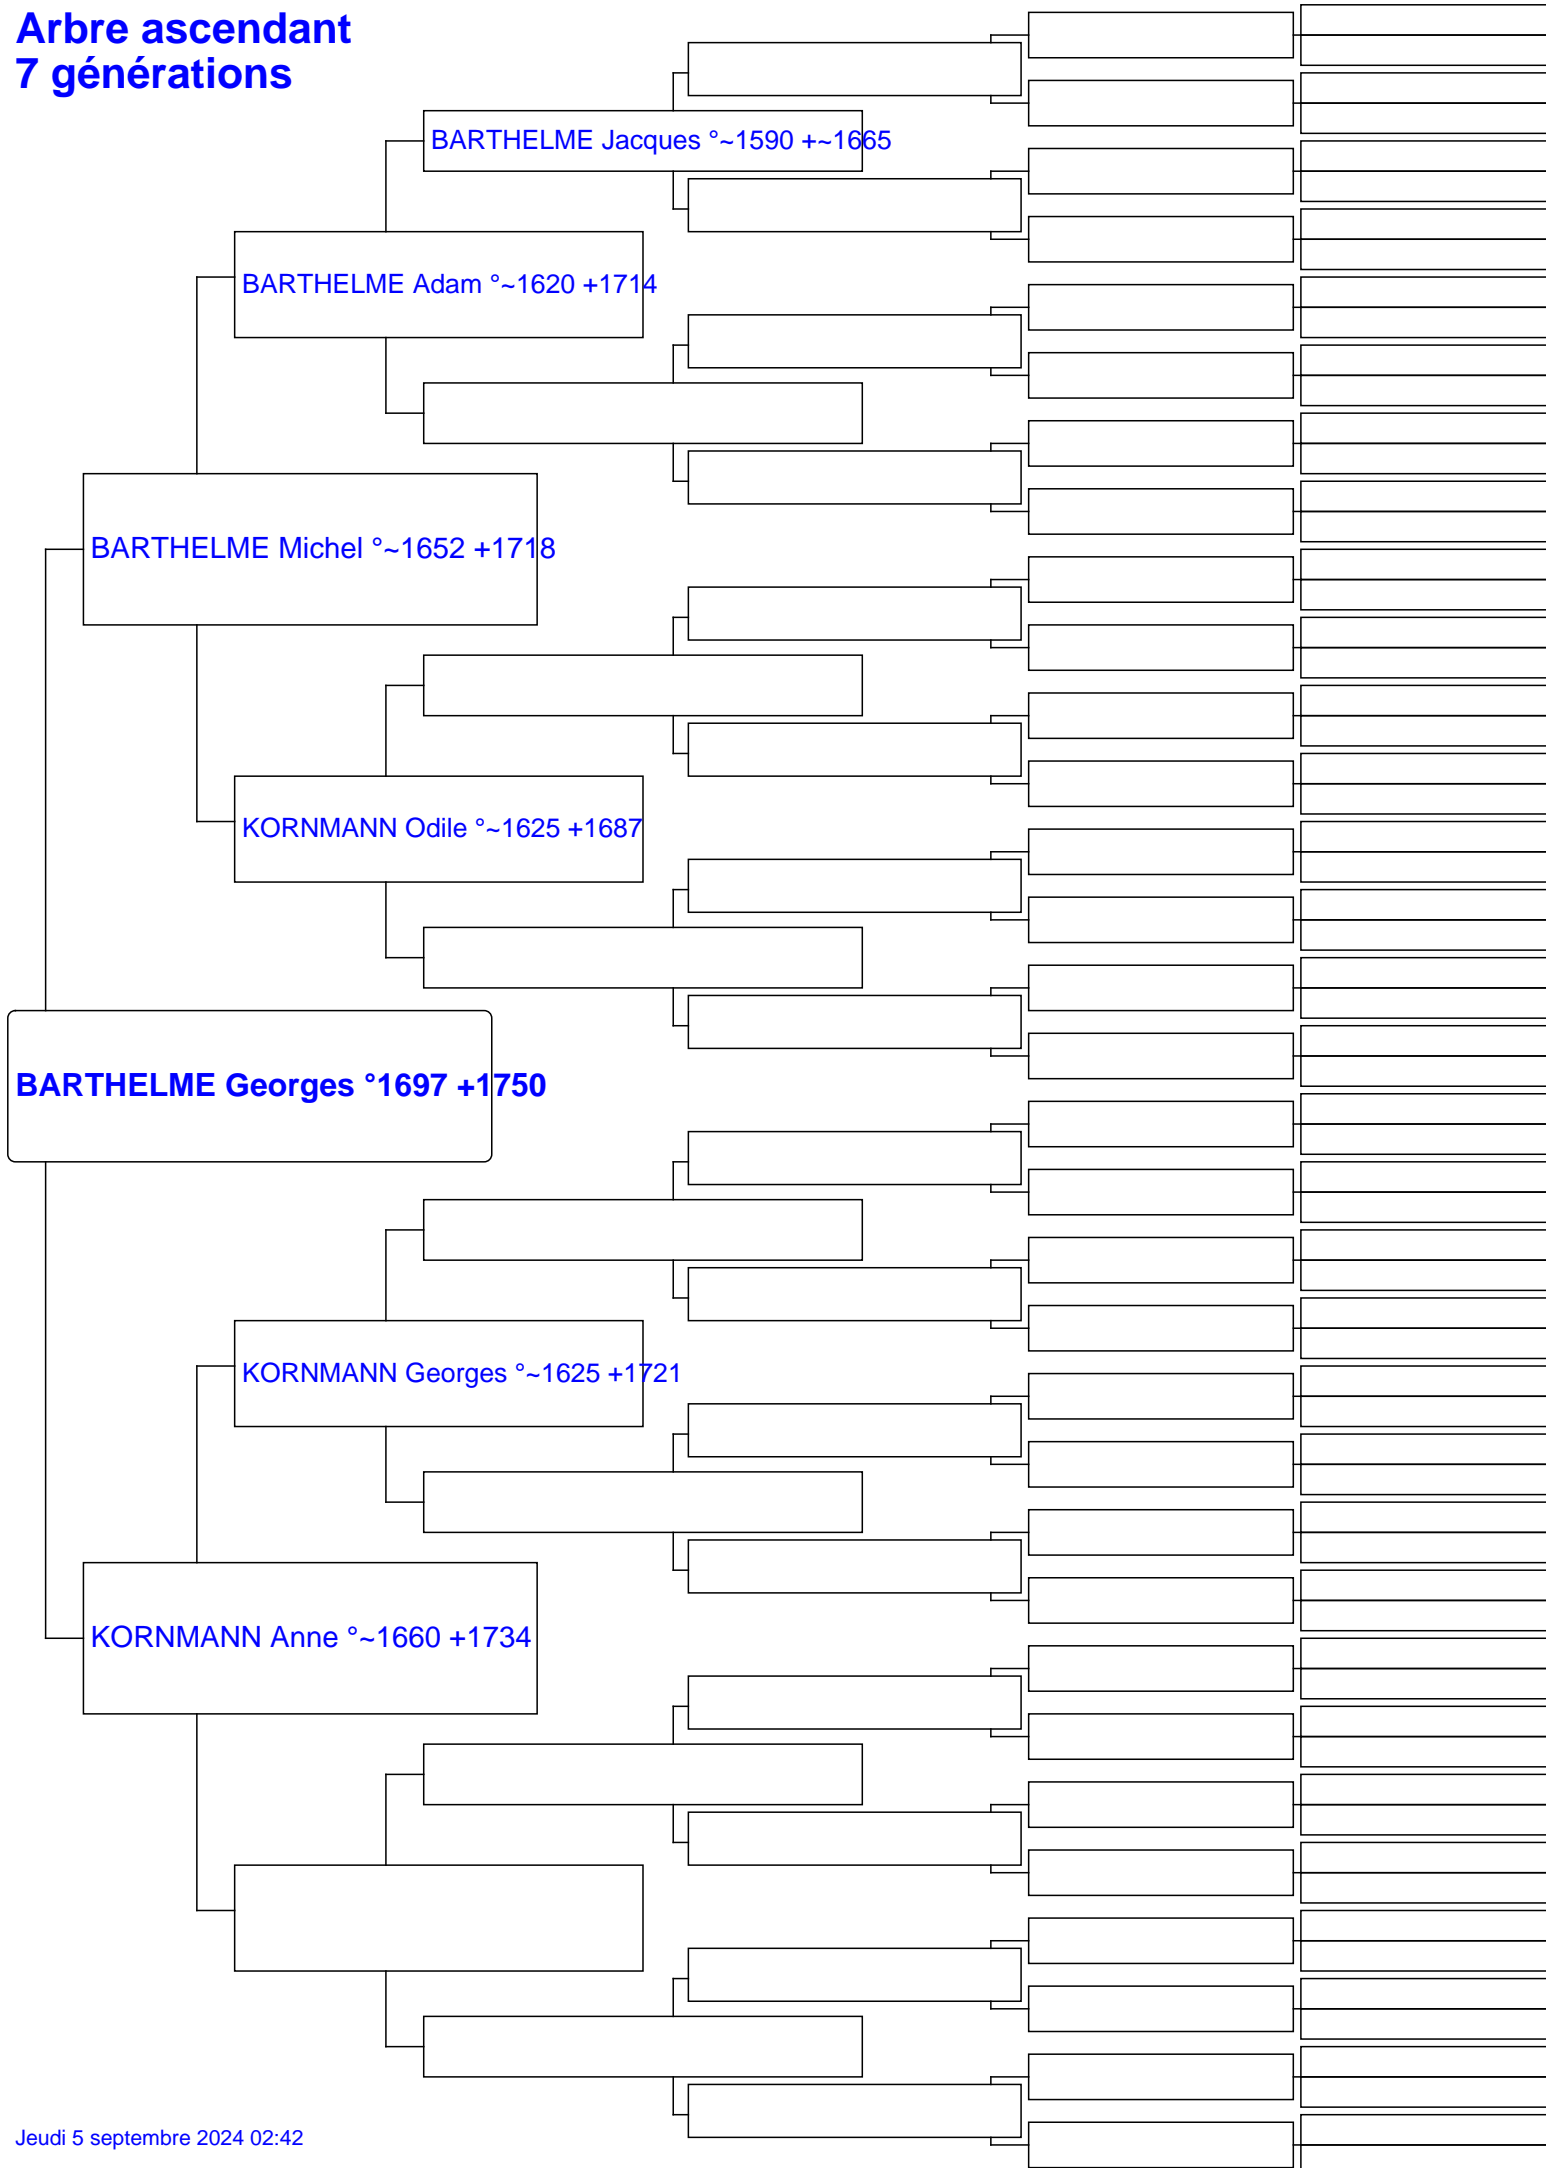 Arbre ascendant
7 générations
BARTHELME Jacques °~1590 +~1665
BARTHELME Adam °~1620 +1714
BARTHELME Michel °~1652 +1718
KORNMANN Odile °~1625 +1687
BARTHELME Georges °1697 +1750
KORNMANN Georges °~1625 +1721
KORNMANN Anne °~1660 +1734
Jeudi 5 septembre 2024 02:42